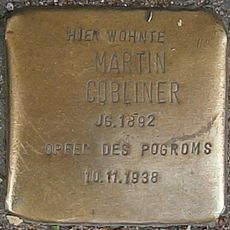 HIER WOHNTE
MARTIN
COBLINER
JG.1892
OPFER DES POGROMS
10.11.1938